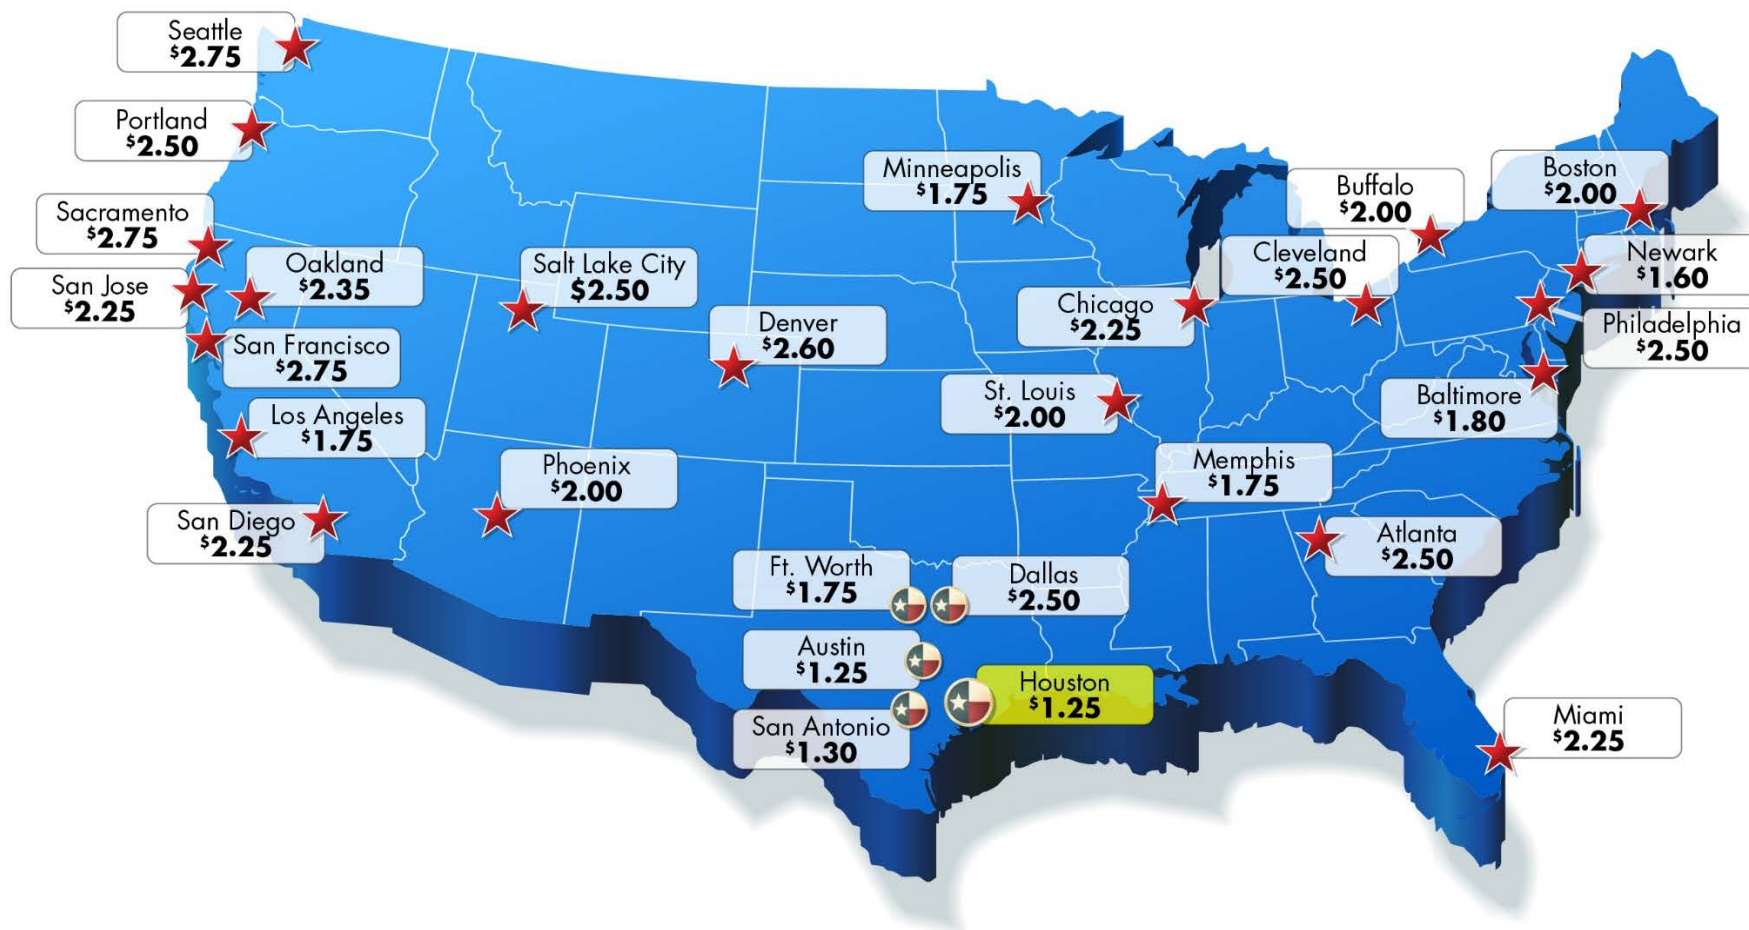 Seattle
$2.75
Portland
$2.50
Sacramento
$2.75
San Jose
$2.25
Oakland
$2.35
San Francisco
$2.75
Los Angeles
$1.75
San Diego
$2.25
Salt Lake City
$2.50
Denver
$2.60
Phoenix
$2.00
Minneapolis
$1.75
Chicago
$2.25
St. Louis
$2.00
Memphis
$1.75
Ft. Worth
$1.75
Dallas
$2.50
Austin
$1.25
San Antonio
$1.30
Houston
$1.25
Buffalo
$2.00
Boston
$2.00
Cleveland
$2.50
Newark
$1.60
Philadelphia
$2.50
Baltimore
$1.80
Atlanta
$2.50
Miami
$2.25